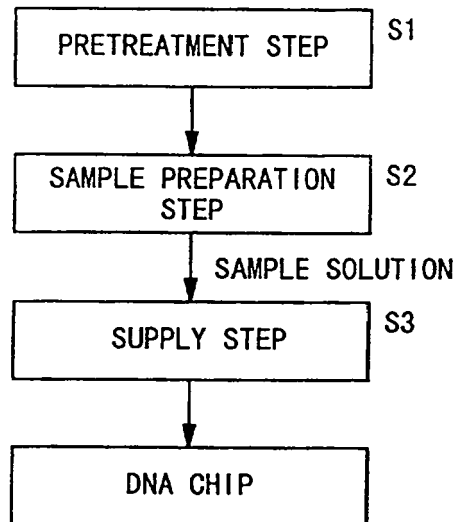 PRETREATMENT STEP
S1
SAMPLE PREPARATION
STEP
S2
SAMPLE SOLUTION
SUPPLY STEP
S3
DNA CHIP